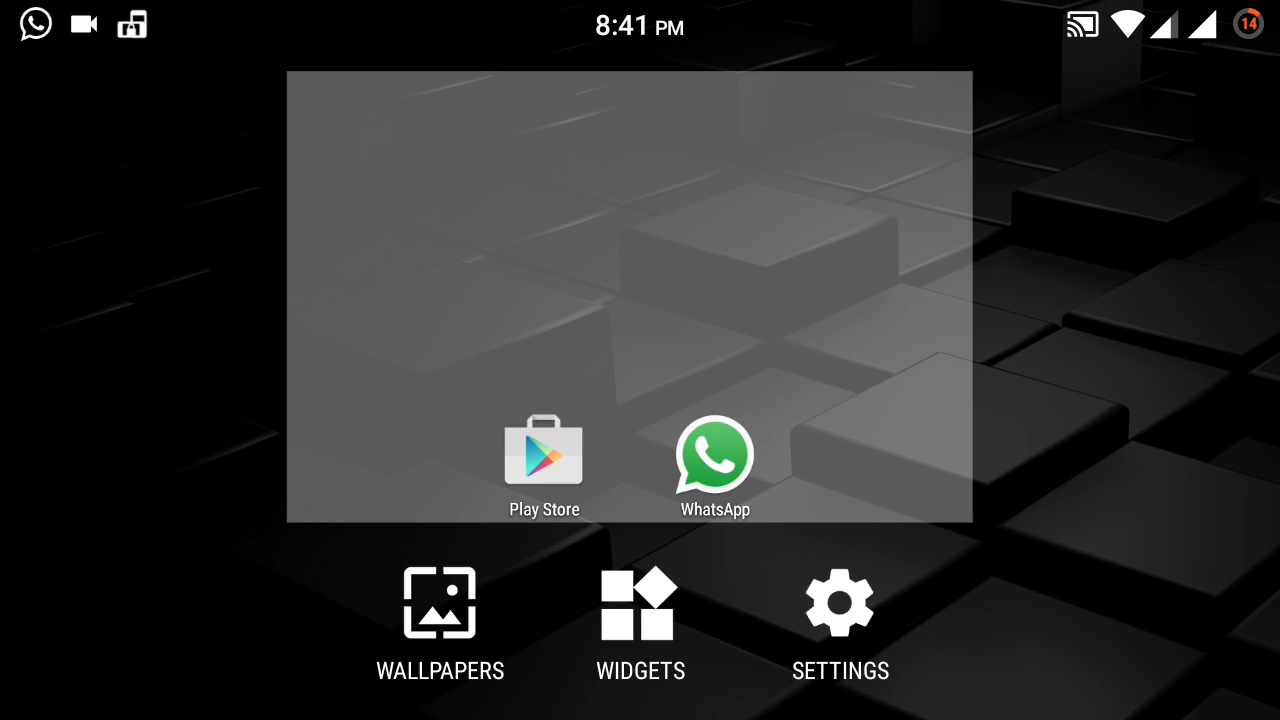 8:41 PM
14
Play Store
WhatsApp
WALLPAPERS
WIDGETS
SETTINGS